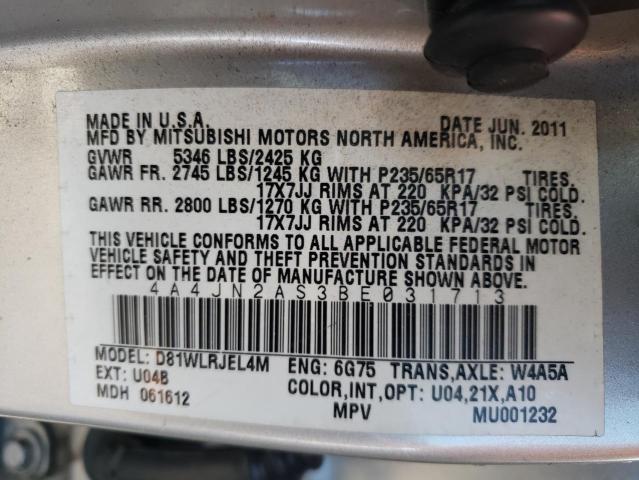 MADE IN U.S.A. DATE JUN. 2011
MFD BY MITSUBISHI MOTORS NORTH AMERICA, INC.
GVWR 5346 LBS/2425 KG
GAWR FR. 2745 LBS/1245 KG WITH P235/65R17 TIRES,
17X7JJ RIMS AT 220 KPA/32 PSI COLD.
GAWR RR. 2800 LBS/1270 KG WITH P235/65R17 TIRES,
17X7JJ RIMS AT 220 KPA/32 PSI COLD.
THIS VEHICLE CONFORMS TO ALL APPLICABLE FEDERAL MOTOR
VEHICLE SAFETY AND THEFT PREVENTION STANDARDS IN
EFFECT ON THE DATE OF MANUFACTURE SHOWN ABOVE.
4A4JN2AS3BE031713
MODEL: D81WLRJEL4M ENG: 6G75 TRANS,AXLE: W4A5A
EXT: U04B COLOR,INT,OPT: U04,21X,A10
MDH 061612 MPV MU001232